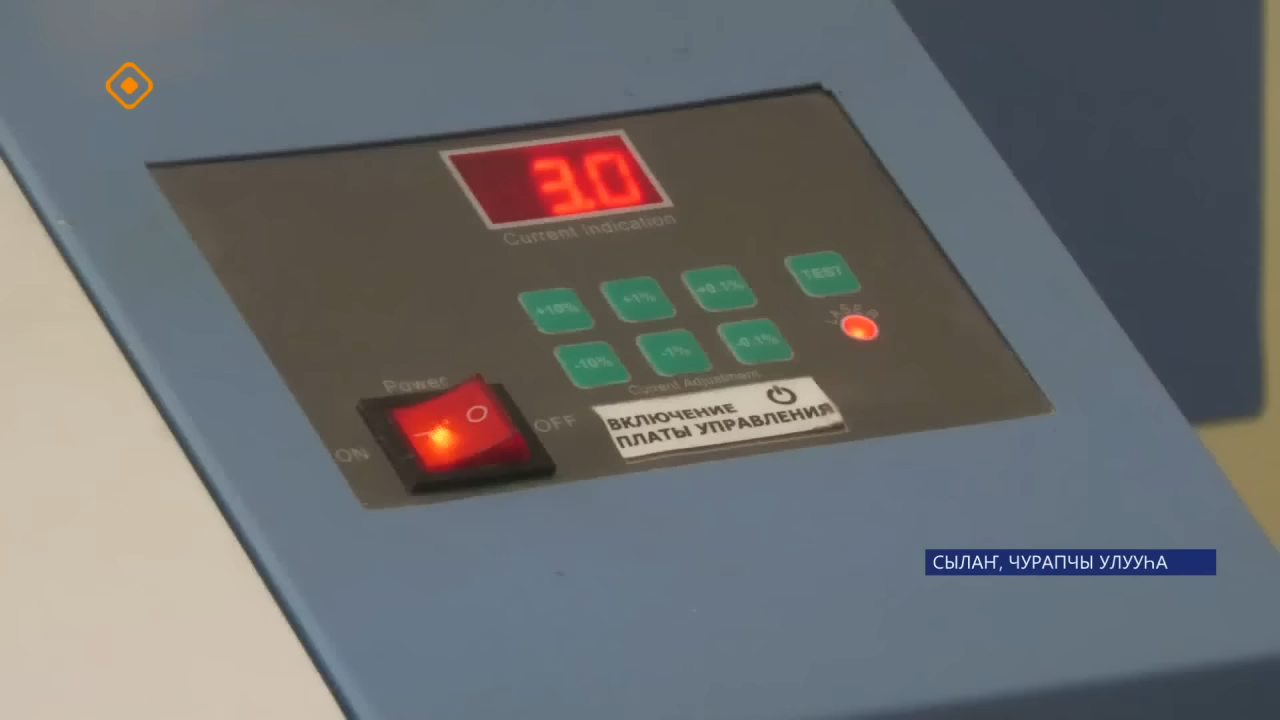 3.0
Current Indication
+10% +1% +0.1% TEST
LASER
-10% -1% -0.1%
Current Adjustment
Power
ON OFF
ВКЛЮЧЕНИЕ
ПЛАТЫ УПРАВЛЕНИЯ
СЫЛАҤ, ЧУРАПЧЫ УЛУУҺА